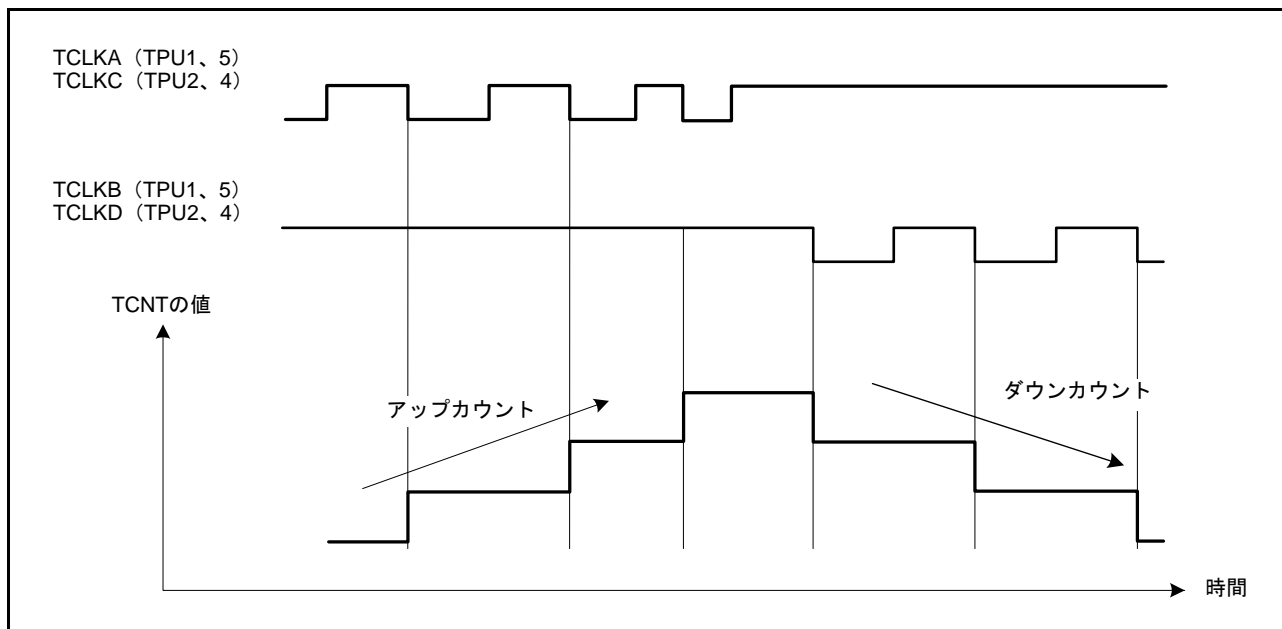 TCLKA（TPU1、5）
TCLKC（TPU2、4）
TCLKB（TPU1、5）
TCLKD（TPU2、4）
TCNTの値
アップカウント
ダウンカウント
時間